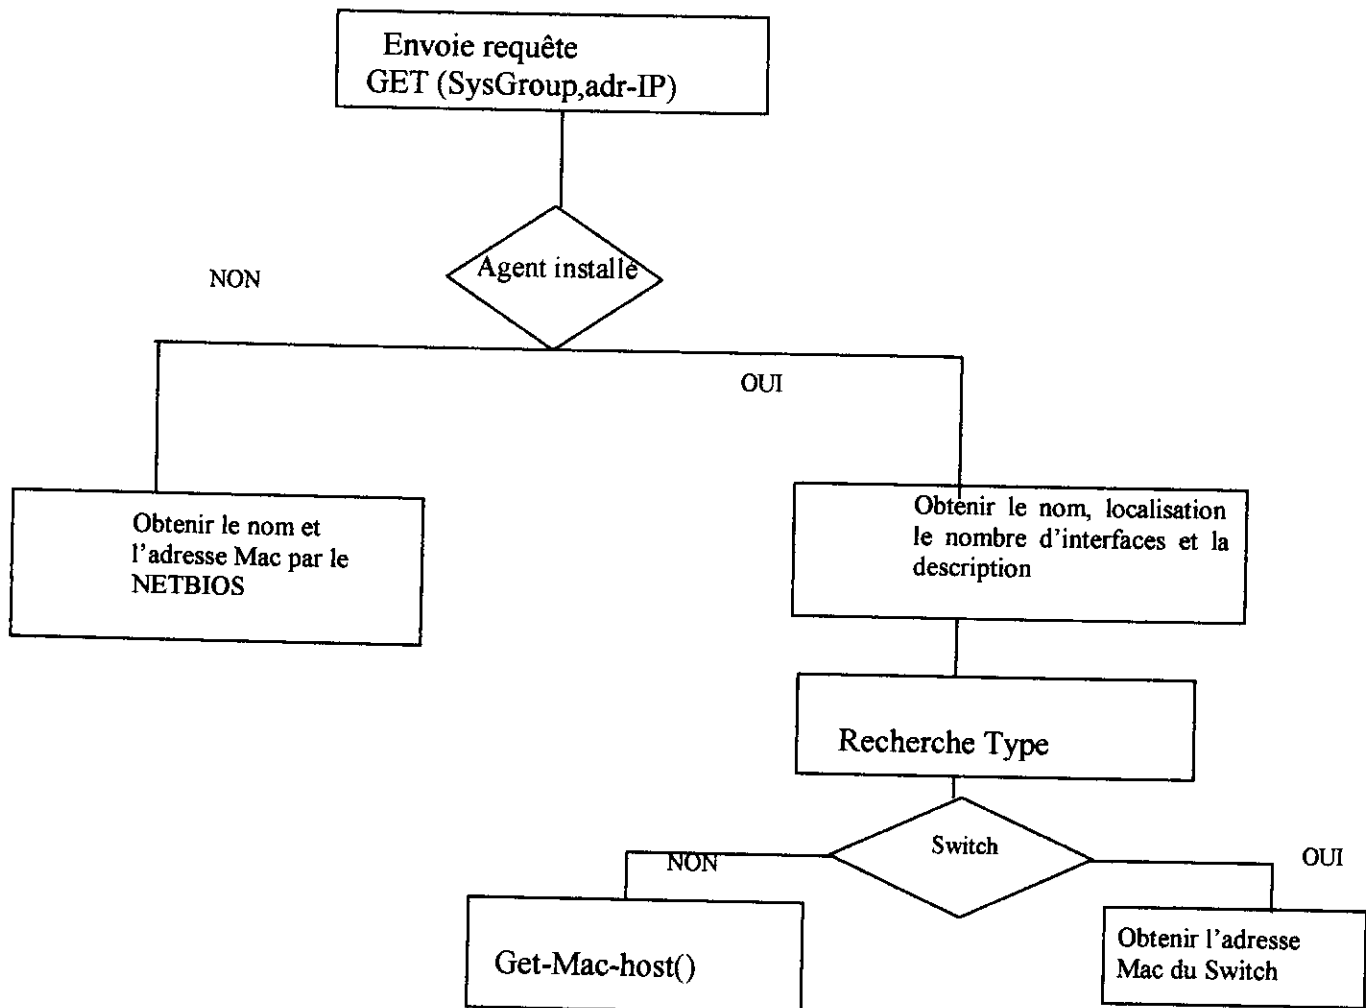 Envoie requête
GET (SysGroup,adr-IP)
Agent installé
NON
OUI
Obtenir le nom et
l'adresse Mac par le
NETBIOS
Obtenir le nom, localisation
le nombre d'interfaces et la
description
Recherche Type
Switch
NON
OUI
Get-Mac-host()
Obtenir l'adresse
Mac du Switch